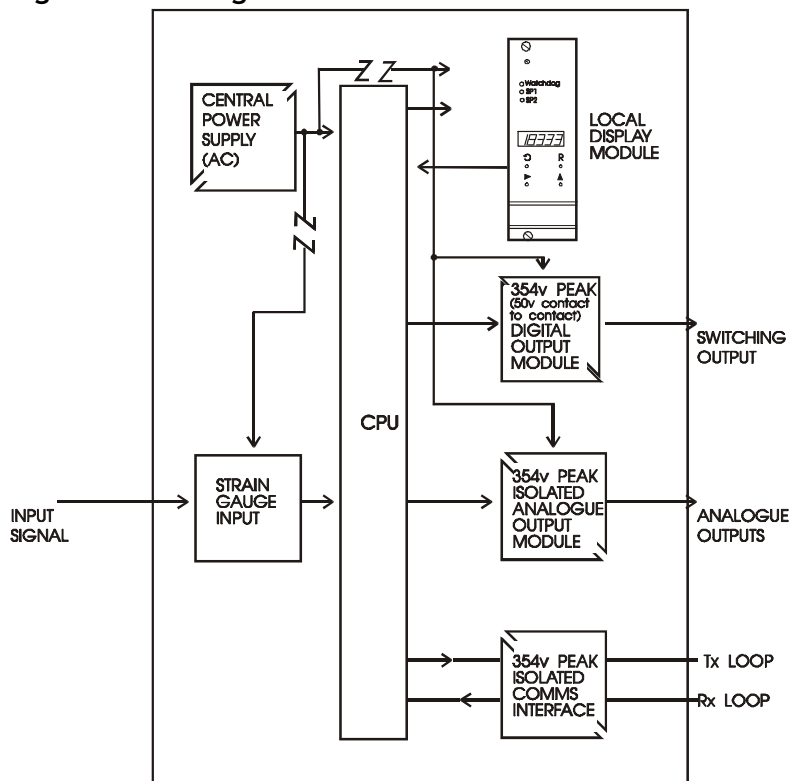 CENTRAL
POWER
SUPPLY
(AC)
Watchdog
SP1
SP2
18333
R
LOCAL
DISPLAY
MODULE
354v PEAK
(50v contact
to contact)
DIGITAL
OUTPUT
MODULE
SWITCHING
OUTPUT
CPU
STRAIN
GAUGE
INPUT
INPUT
SIGNAL
354v PEAK
ISOLATED
ANALOGUE
OUTPUT
MODULE
ANALOGUE
OUTPUTS
354v PEAK
ISOLATED
COMMS
INTERFACE
Tx LOOP
Rx LOOP